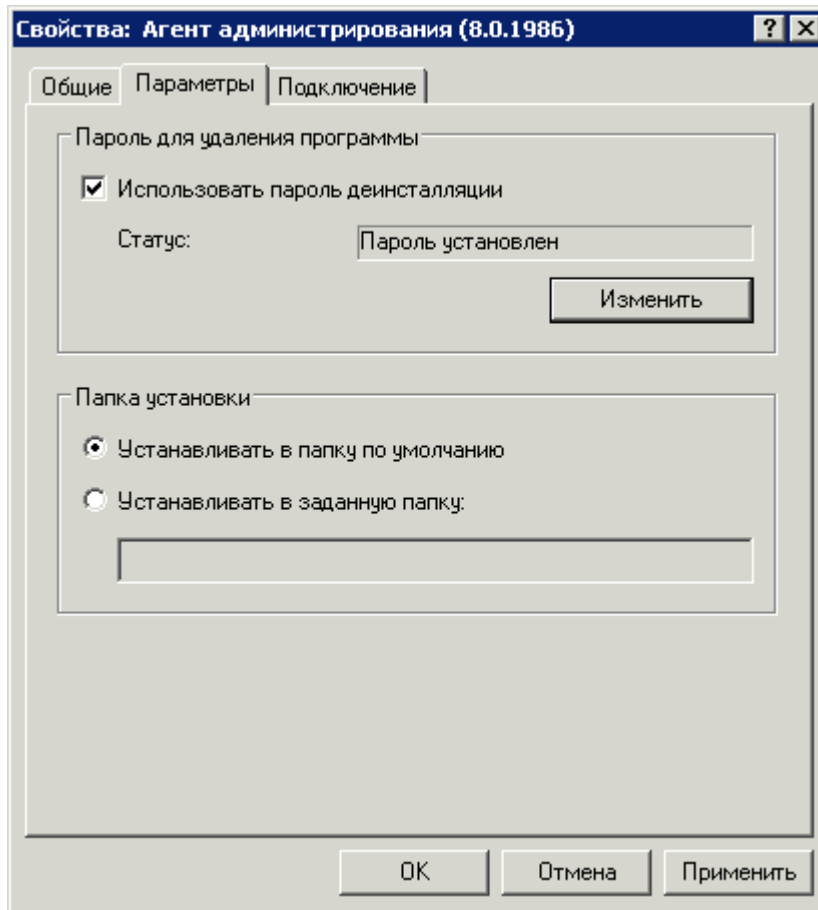 Свойства: Агент администрирования (8.0.1986)
Общие Параметры Подключение
Пароль для удаления программы
Использовать пароль деинсталляции
Статус: Пароль установлен
Изменить
Папка установки
Устанавливать в папку по умолчанию
Устанавливать в заданную папку:
ОК Отмена Применить